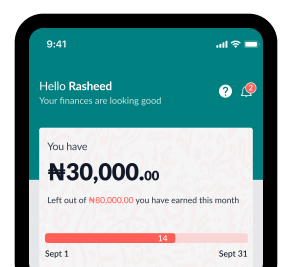 9:41
Hello Rasheed
Your finances are looking good
?
2
You have
₦30,000.00
Left out of ₦80,000.00 you have earned this month
14
Sept 1 Sept 31